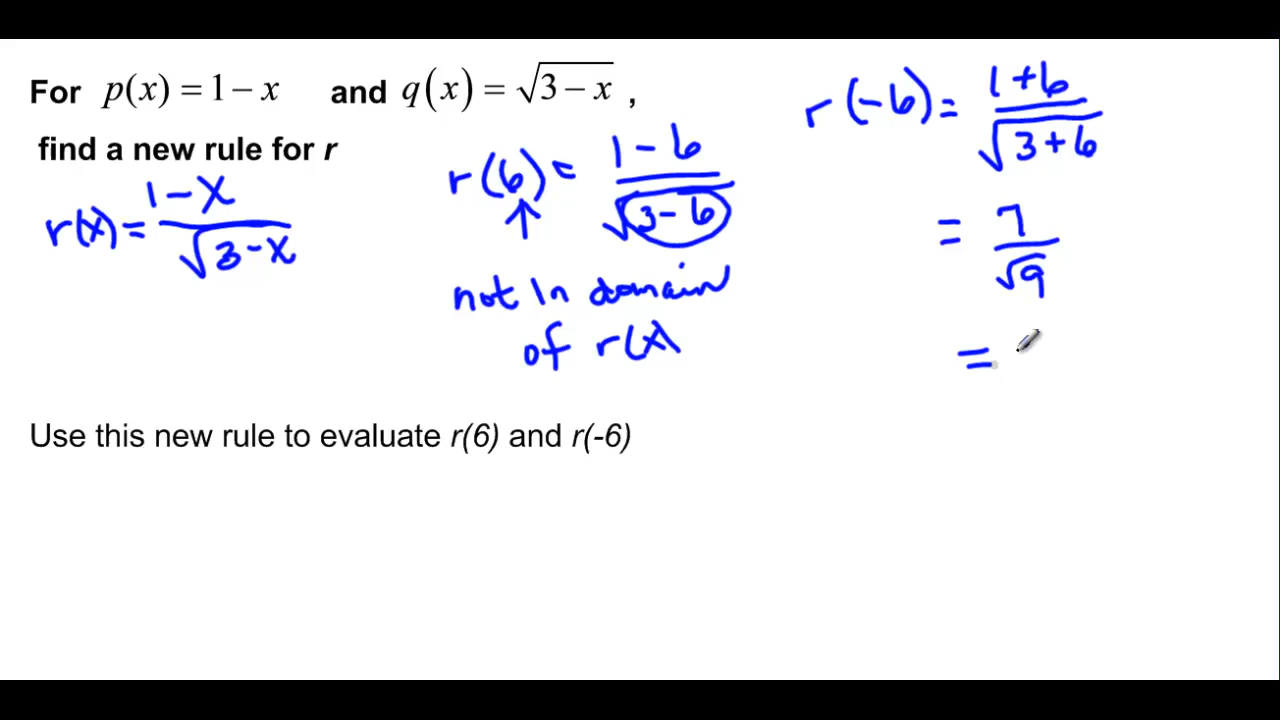 For p(x) = 1 − x and q(x) = √(3 − x) ,
find a new rule for r
r(x) = (1 − x)/√(3 − x)
r(6) = (1 − 6)/√(3 − 6)
↑
not in domain
of r(x)
r(-6) = (1 + 6)/√(3 + 6)
= 7/√9
=
Use this new rule to evaluate r(6) and r(-6)